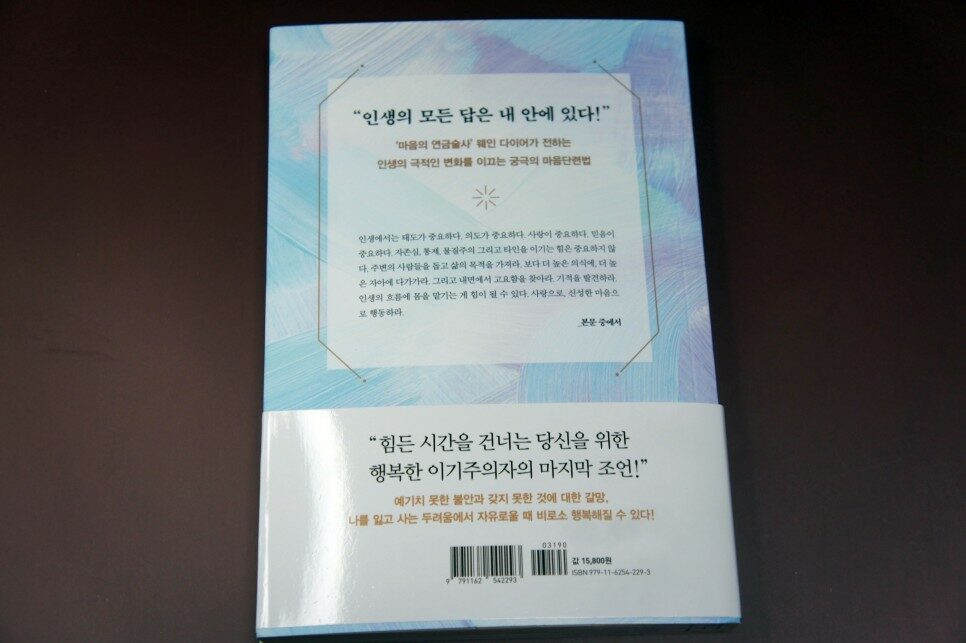 “인생의 모든 답은 내 안에 있다!”
‘마음의 연금술사’ 웨인 다이어가 전하는
인생의 극적인 변화를 이끄는 궁극의 마음단련법
인생에서는 태도가 중요하다. 의도가 중요하다. 사랑이 중요하다. 믿음이
중요하다. 자존심, 통제, 물질주의 그리고 타인을 이기는 힘은 중요하지 않
다. 주변의 사람들을 돕고 삶의 목적을 가져라. 보다 더 높은 의식에, 더 높
은 자아에 다가가라. 그리고 내면에서 고요함을 찾아라. 기적을 발견하라.
인생의 흐름에 몸을 맡기는 게 힘이 될 수 있다. 사랑으로, 신성한 마음으
로 행동하라.
_본문 중에서
“힘든 시간을 건너는 당신을 위한
행복한 이기주의자의 마지막 조언!”
예기치 못한 불안과 갖지 못한 것에 대한 갈망,
나를 잃고 사는 두려움에서 자유로울 때 비로소 행복해질 수 있다!
03190
값 15,800원
ISBN 979-11-6254-229-3
9 791162 542293